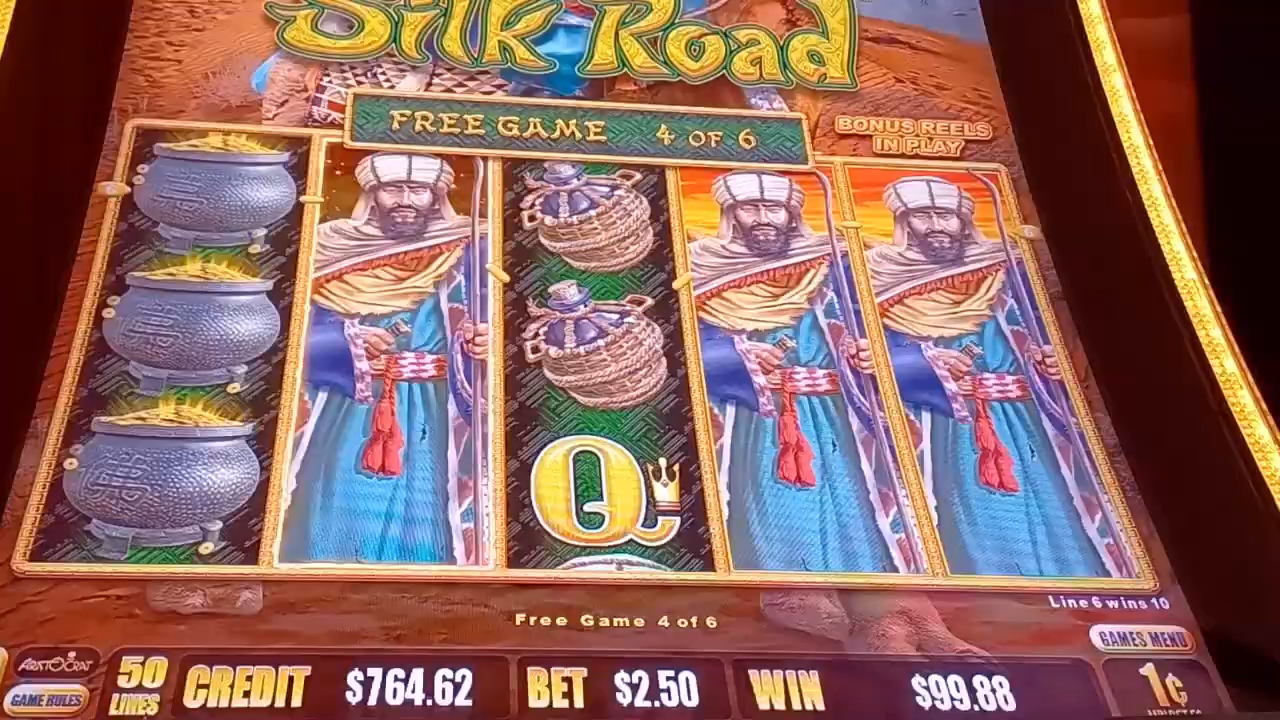 Silk Road
FREE GAME 4 OF 6
BONUS REELS
IN PLAY
Q
Line 6 wins 10
Free Game 4 of 6
GAMES MENU
ARISTOCRAT
GAME RULES
50
LINES
CREDIT $764.62
BET $2.50
WIN $99.88
1¢